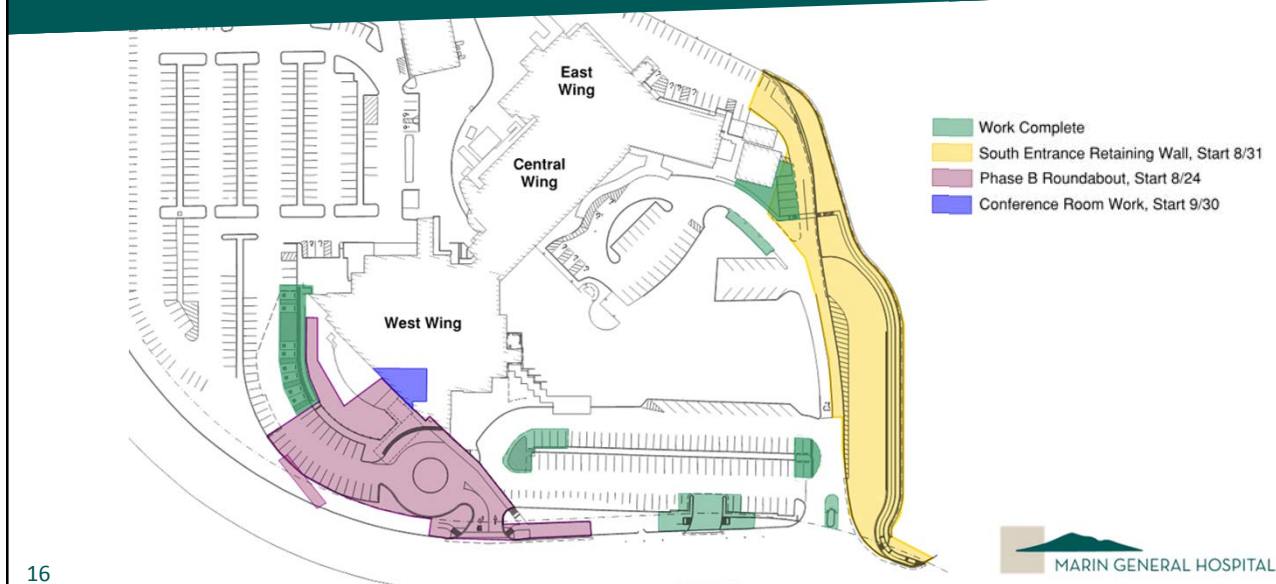 East
Wing
Central
Wing
West Wing
Work Complete
South Entrance Retaining Wall, Start 8/31
Phase B Roundabout, Start 8/24
Conference Room Work, Start 9/30
MARIN GENERAL HOSPITAL
16